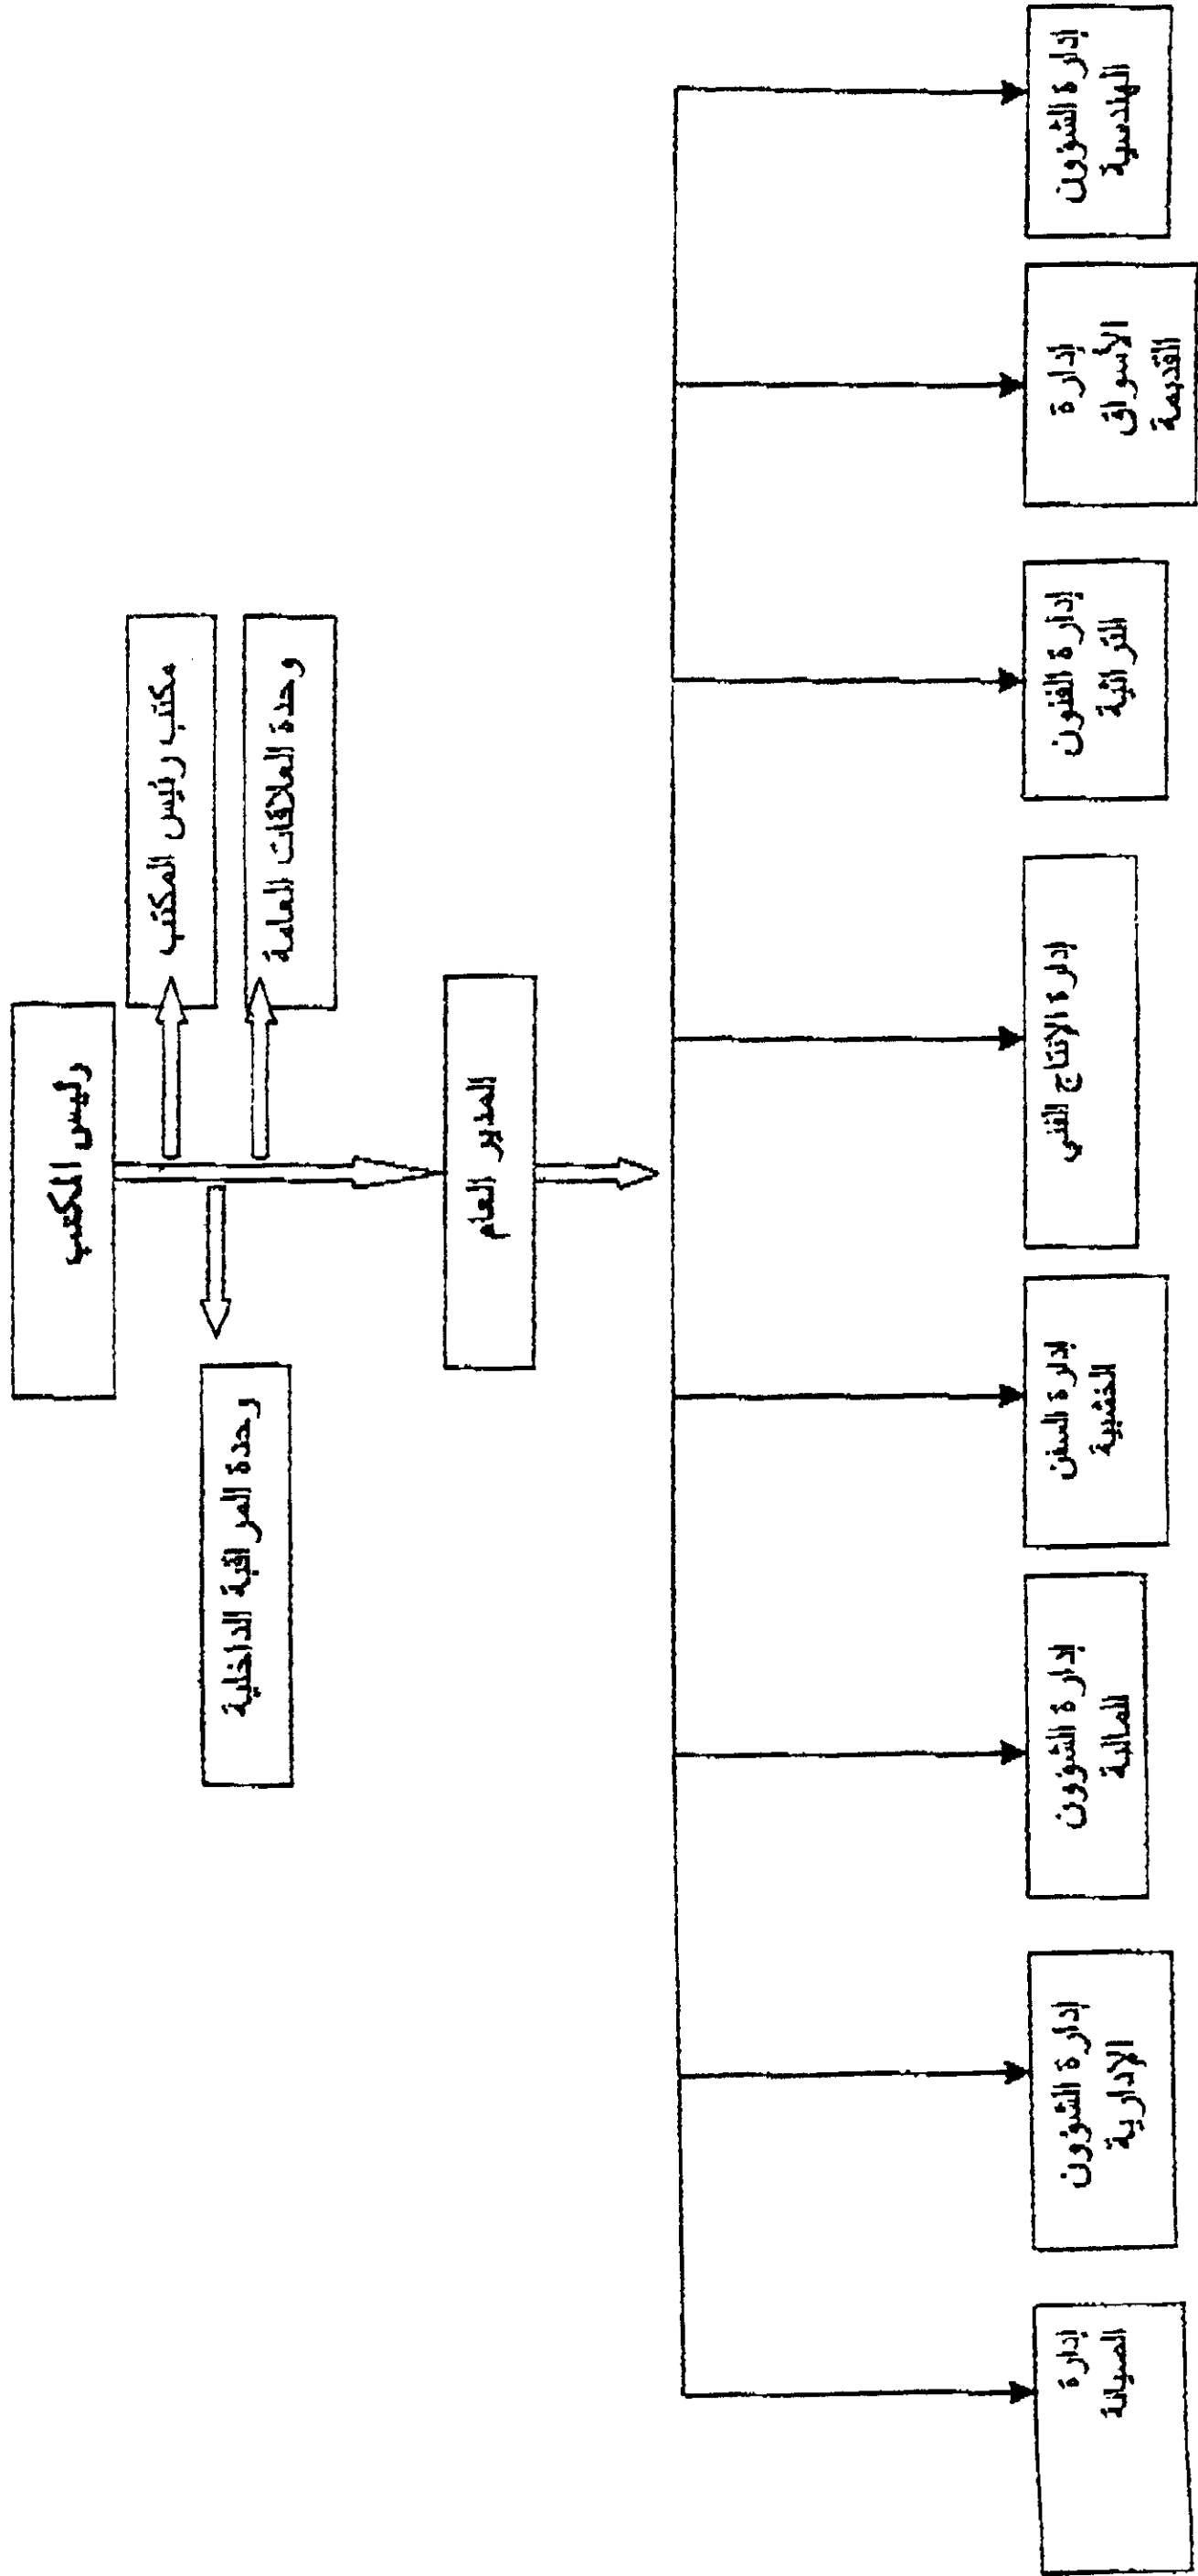 رئيس المكتب
مكتب رئيس المكتب
وحدة العلاقات العامة
وحدة المراقبة الداخلية
المدير العام
إدارة الشؤون
الهندسية
إدارة
الأسواق
القديمة
إدارة الفنون
التراثية
إدارة الإنتاج الفني
إدارة السفن
الخشبية
إدارة الشؤون
المالية
إدارة الشؤون
الإدارية
إدارة
الصيانة